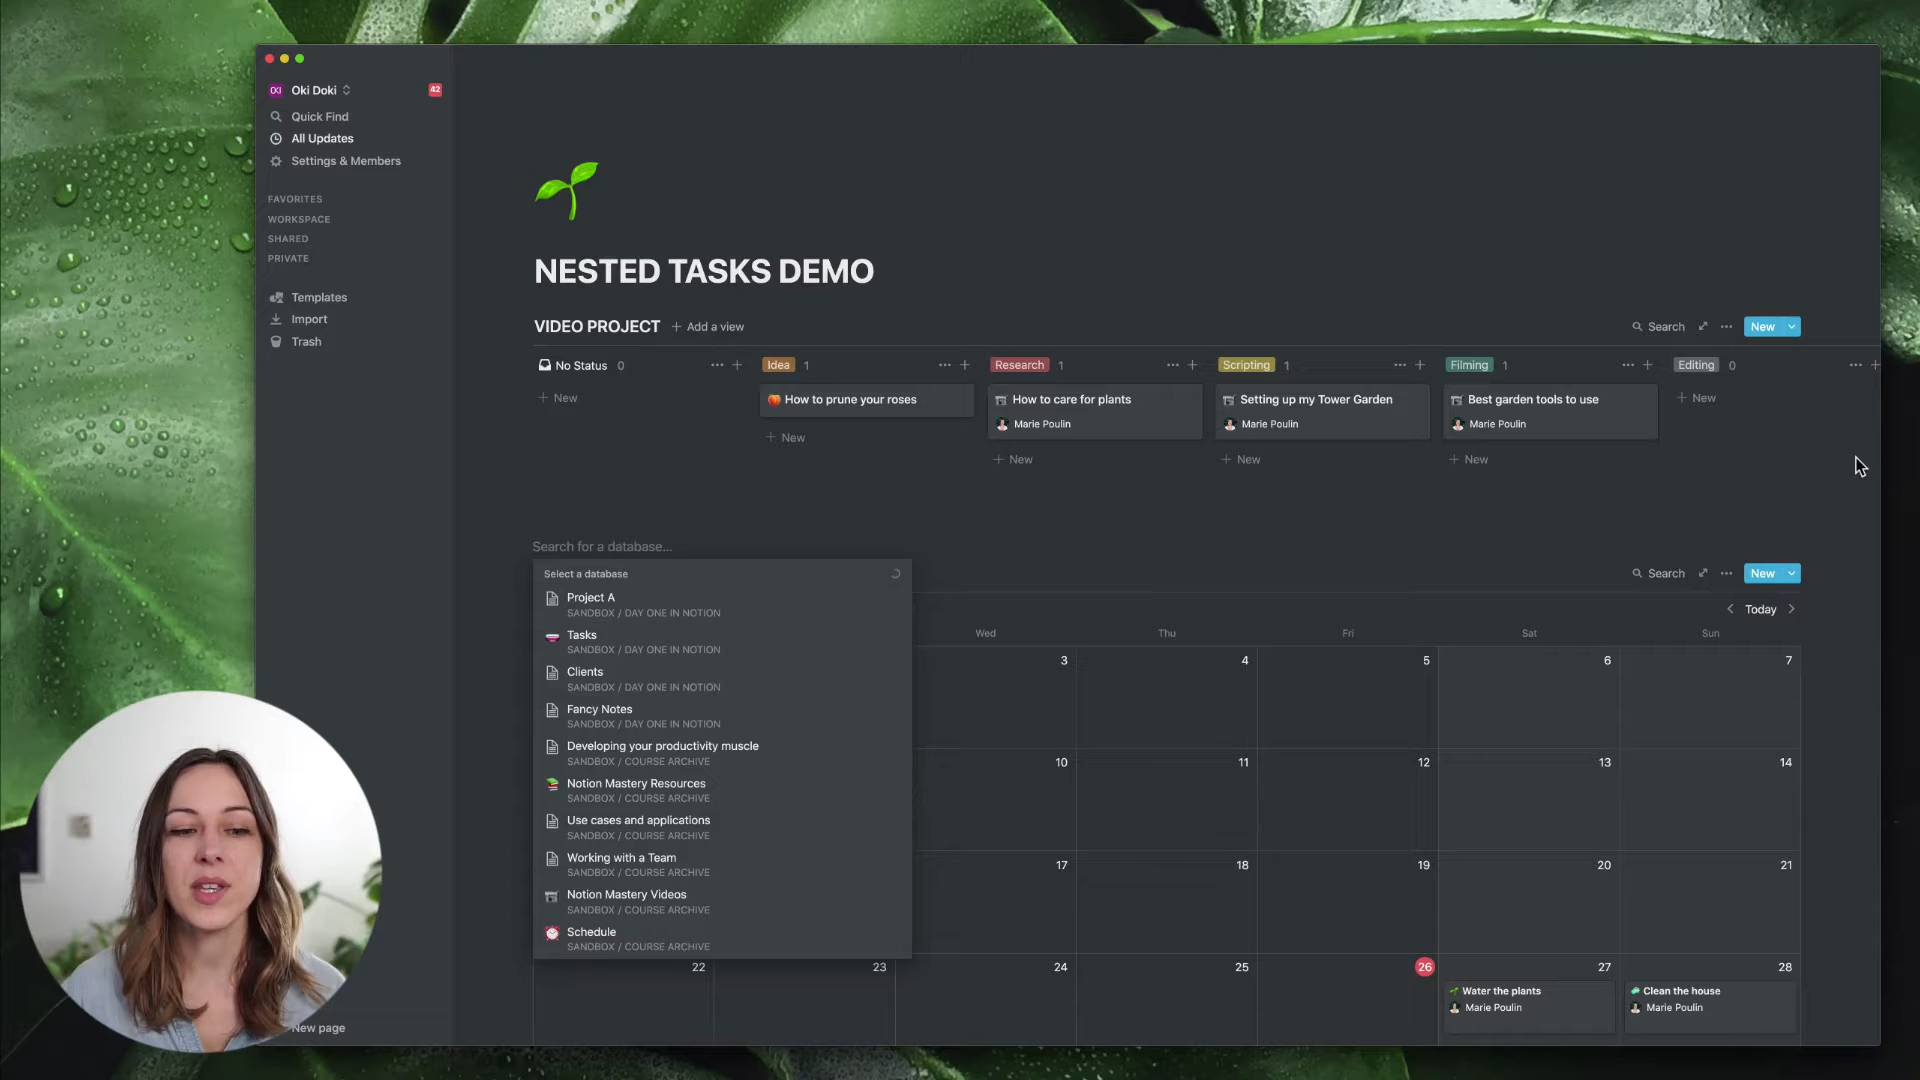 OKI Oki Doki 42
Quick Find
All Updates
Settings & Members
FAVORITES
WORKSPACE
SHARED
PRIVATE
Templates
Import
Trash
New page
NESTED TASKS DEMO
VIDEO PROJECT + Add a view
Search ... New
No Status 0 ... +
+ New
Idea 1 ... +
How to prune your roses
+ New
Research 1 ... +
How to care for plants
Marie Poulin
+ New
Scripting 1 ... +
Setting up my Tower Garden
Marie Poulin
+ New
Filming 1 ... +
Best garden tools to use
Marie Poulin
+ New
Editing 0 ... +
+ New
Search for a database...
Select a database
Project A
SANDBOX / DAY ONE IN NOTION
Tasks
SANDBOX / DAY ONE IN NOTION
Clients
SANDBOX / DAY ONE IN NOTION
Fancy Notes
SANDBOX / DAY ONE IN NOTION
Developing your productivity muscle
SANDBOX / COURSE ARCHIVE
Notion Mastery Resources
SANDBOX / COURSE ARCHIVE
Use cases and applications
SANDBOX / COURSE ARCHIVE
Working with a Team
SANDBOX / COURSE ARCHIVE
Notion Mastery Videos
SANDBOX / COURSE ARCHIVE
Schedule
SANDBOX / COURSE ARCHIVE
Search ... New
Today
Wed Thu Fri Sat Sun
3 4 5 6 7
10 11 12 13 14
17 18 19 20 21
22 23 24 25 26 27 28
Water the plants
Marie Poulin
Clean the house
Marie Poulin